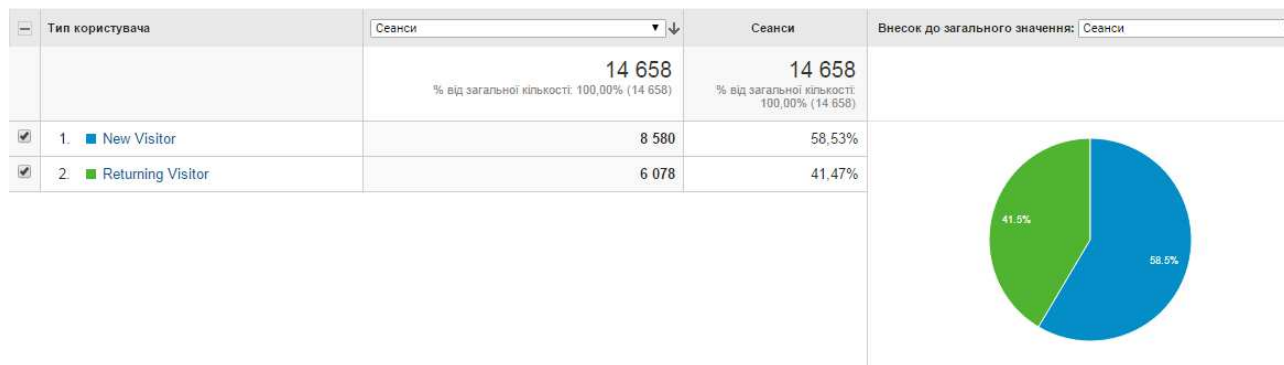 Тип користувача
Сеанси
Сеанси
Внесок до загального значення: Сеанси
14 658
% від загальної кількості: 100,00% (14 658)
14 658
% від загальної кількості:
100,00% (14 658)
1. New Visitor 8 580 58,53%
2. Returning Visitor 6 078 41,47%
41.5%
58.5%